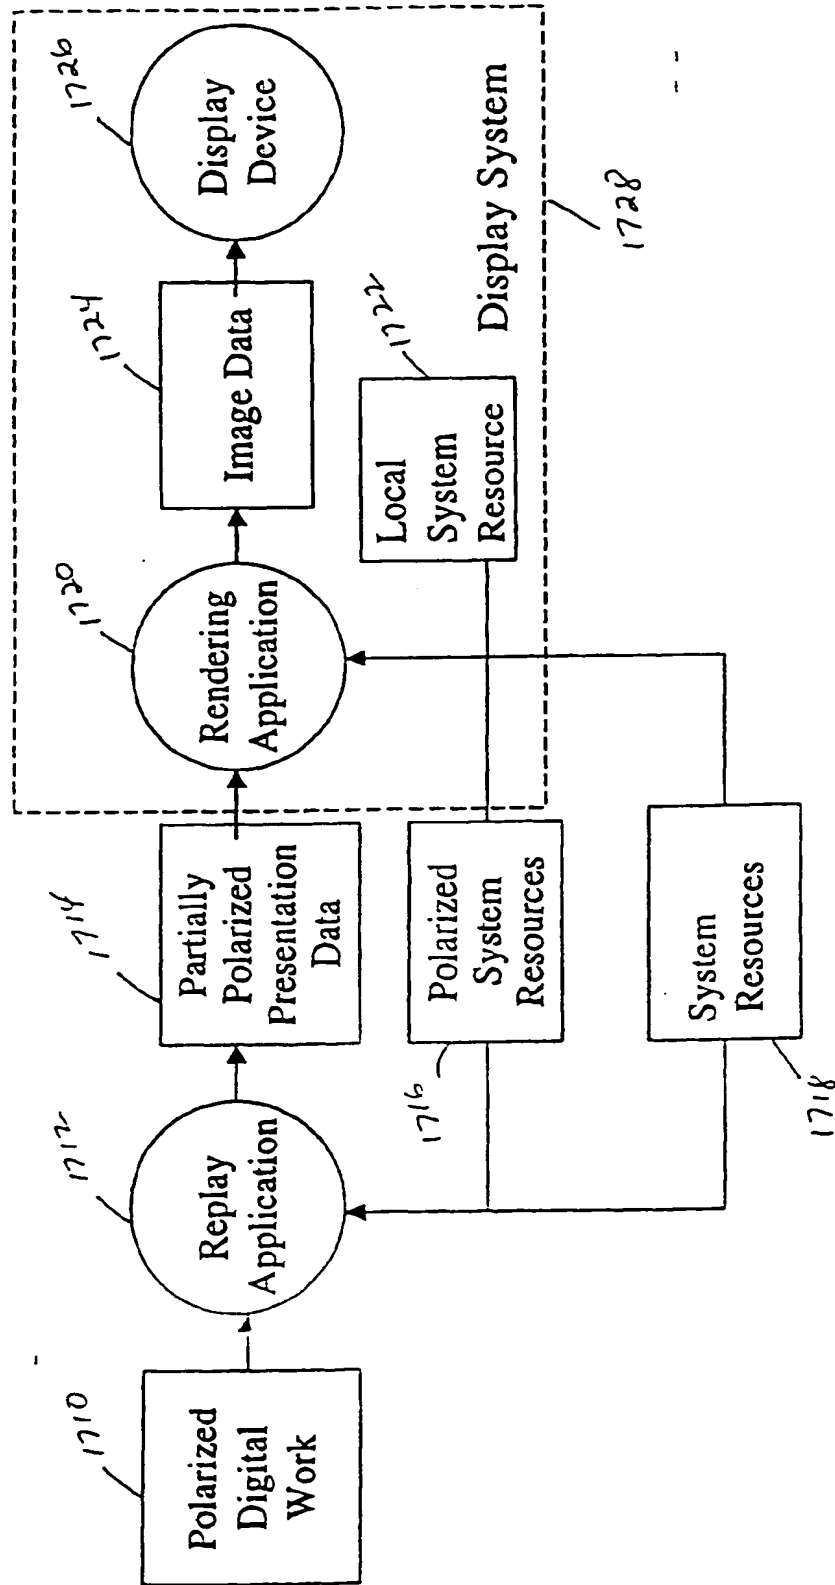 1710
Polarized
Digital
Work
1712
Replay
Application
1714
Partially
Polarized
Presentation
Data
1716
Polarized
System
Resources
1718
System
Resources
1720
Rendering
Application
1722
Local
System
Resource
1724
Image Data
1726
Display
Device
Display System
1728